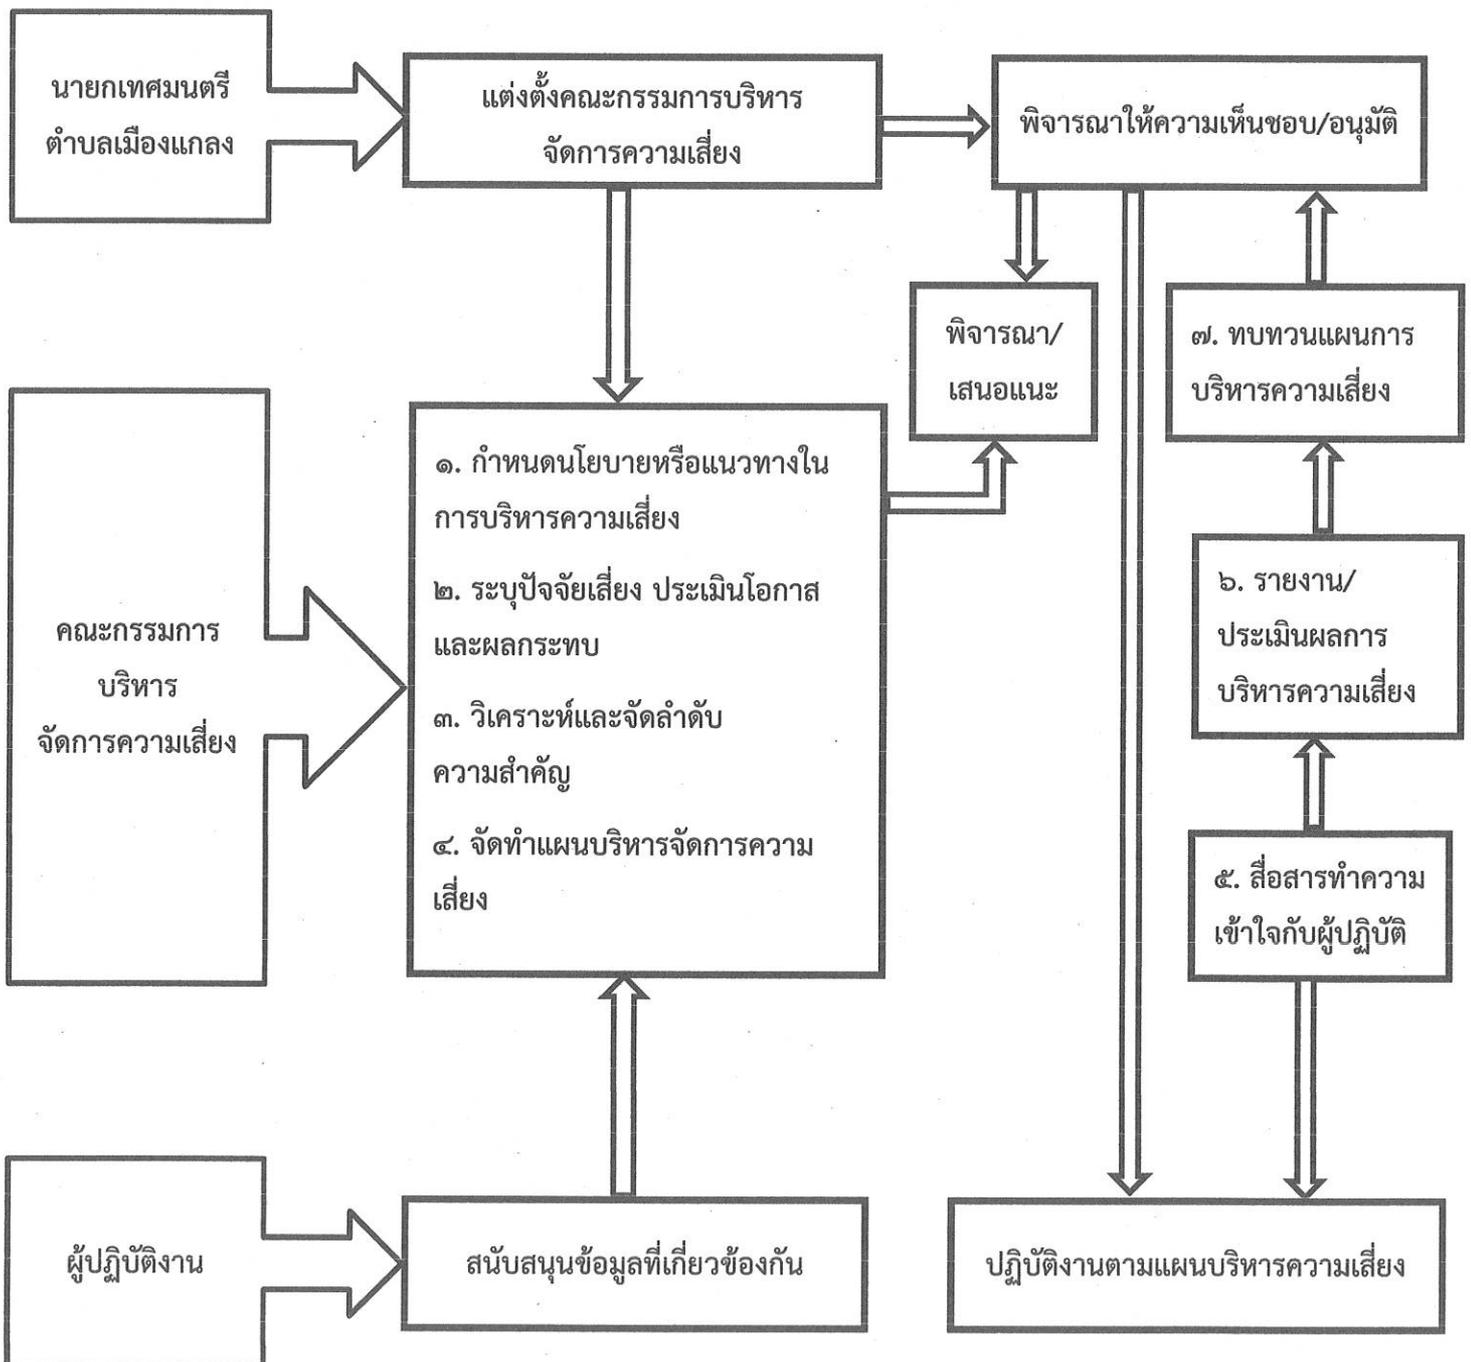 นายกเทศมนตรี
ตำบลเมืองแกลง
แต่งตั้งคณะกรรมการบริหาร
จัดการความเสี่ยง
พิจารณาให้ความเห็นชอบ/อนุมัติ
พิจารณา/
เสนอแนะ
๗. ทบทวนแผนการ
บริหารความเสี่ยง
คณะกรรมการ
บริหาร
จัดการความเสี่ยง
๑. กำหนดนโยบายหรือแนวทางใน
การบริหารความเสี่ยง
๒. ระบุปัจจัยเสี่ยง ประเมินโอกาส
และผลกระทบ
๓. วิเคราะห์และจัดลำดับ
ความสำคัญ
๔. จัดทำแผนบริหารจัดการความ
เสี่ยง
๖. รายงาน/
ประเมินผลการ
บริหารความเสี่ยง
๕. สื่อสารทำความ
เข้าใจกับผู้ปฏิบัติ
ผู้ปฏิบัติงาน
สนับสนุนข้อมูลที่เกี่ยวข้องกัน
ปฏิบัติงานตามแผนบริหารความเสี่ยง